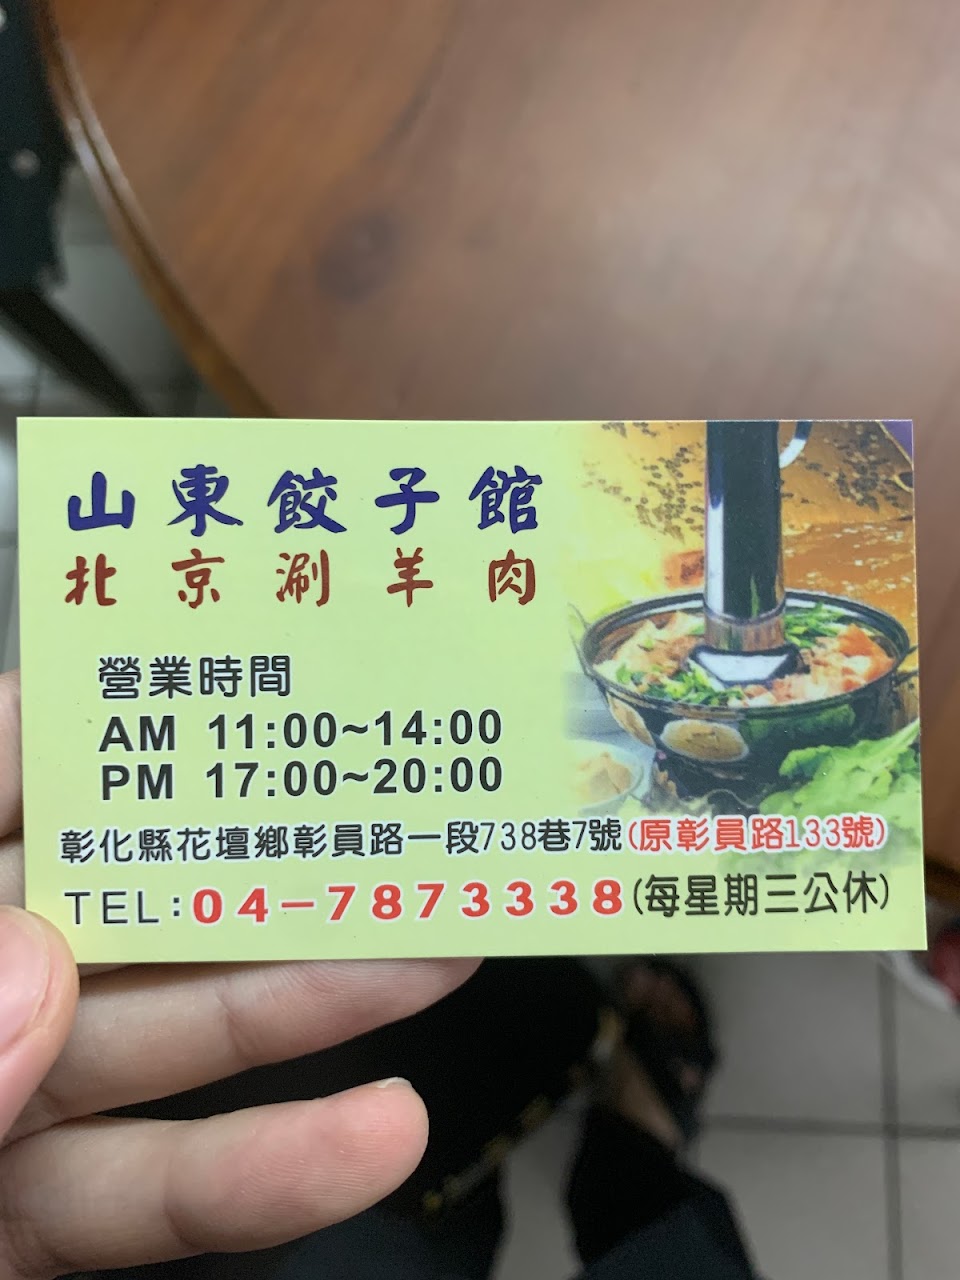 山東餃子館
北京涮羊肉
營業時間
AM 11:00~14:00
PM 17:00~20:00
彰化縣花壇鄉彰員路一段738巷7號(原彰員路133號)
TEL:04-7873338(每星期三公休)